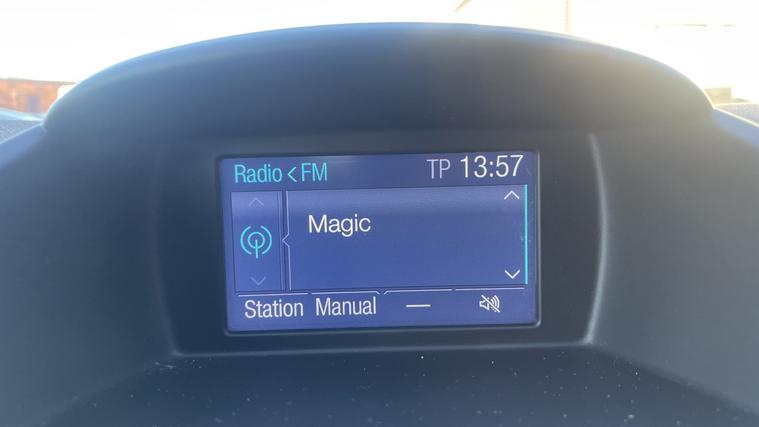 Radio < FM TP 13:57
Magic
Station Manual —